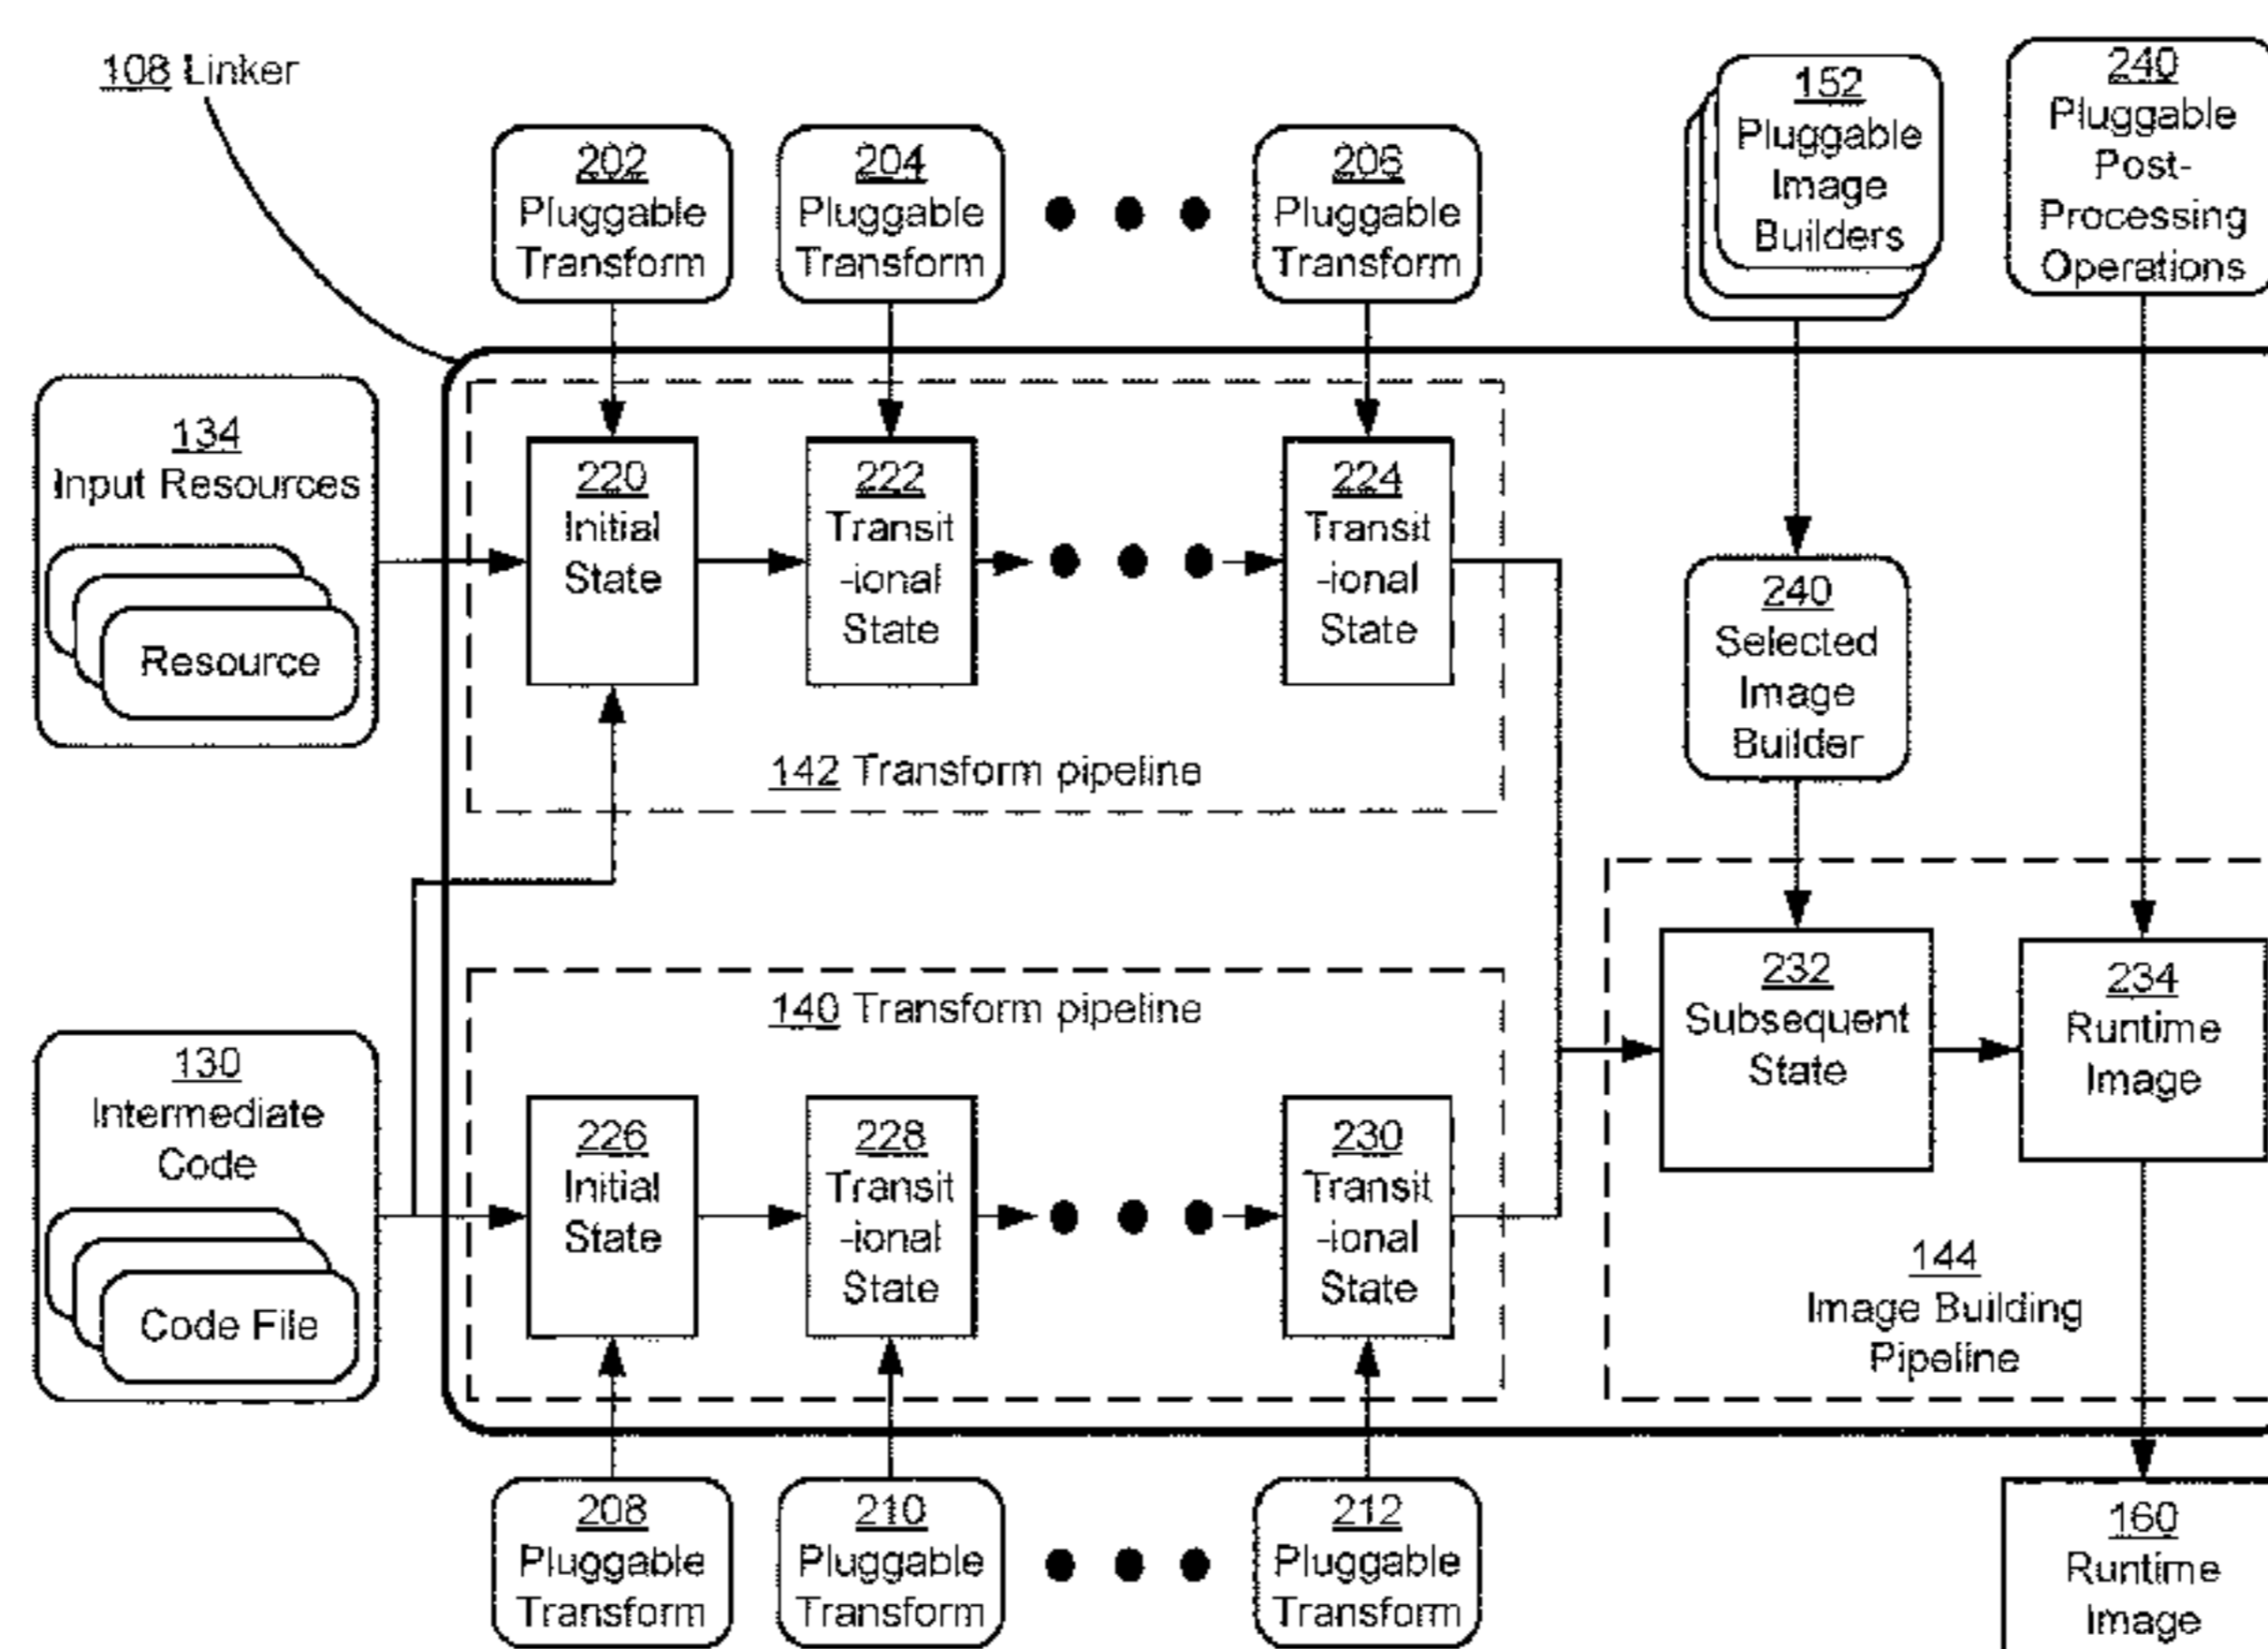 108 Linker
202
Pluggable
Transform
204
Pluggable
Transform
206
Pluggable
Transform
152
Pluggable
Image
Builders
240
Pluggable
Post-
Processing
Operations
134
Input Resources
Resource
220
Initial
State
222
Transit
-ional
State
224
Transit
-ional
State
142 Transform pipeline
240
Selected
Image
Builder
130
Intermediate
Code
Code File
140 Transform pipeline
226
Initial
State
228
Transit
-ional
State
230
Transit
-ional
State
232
Subsequent
State
234
Runtime
Image
144
Image Building
Pipeline
208
Pluggable
Transform
210
Pluggable
Transform
212
Pluggable
Transform
160
Runtime
Image